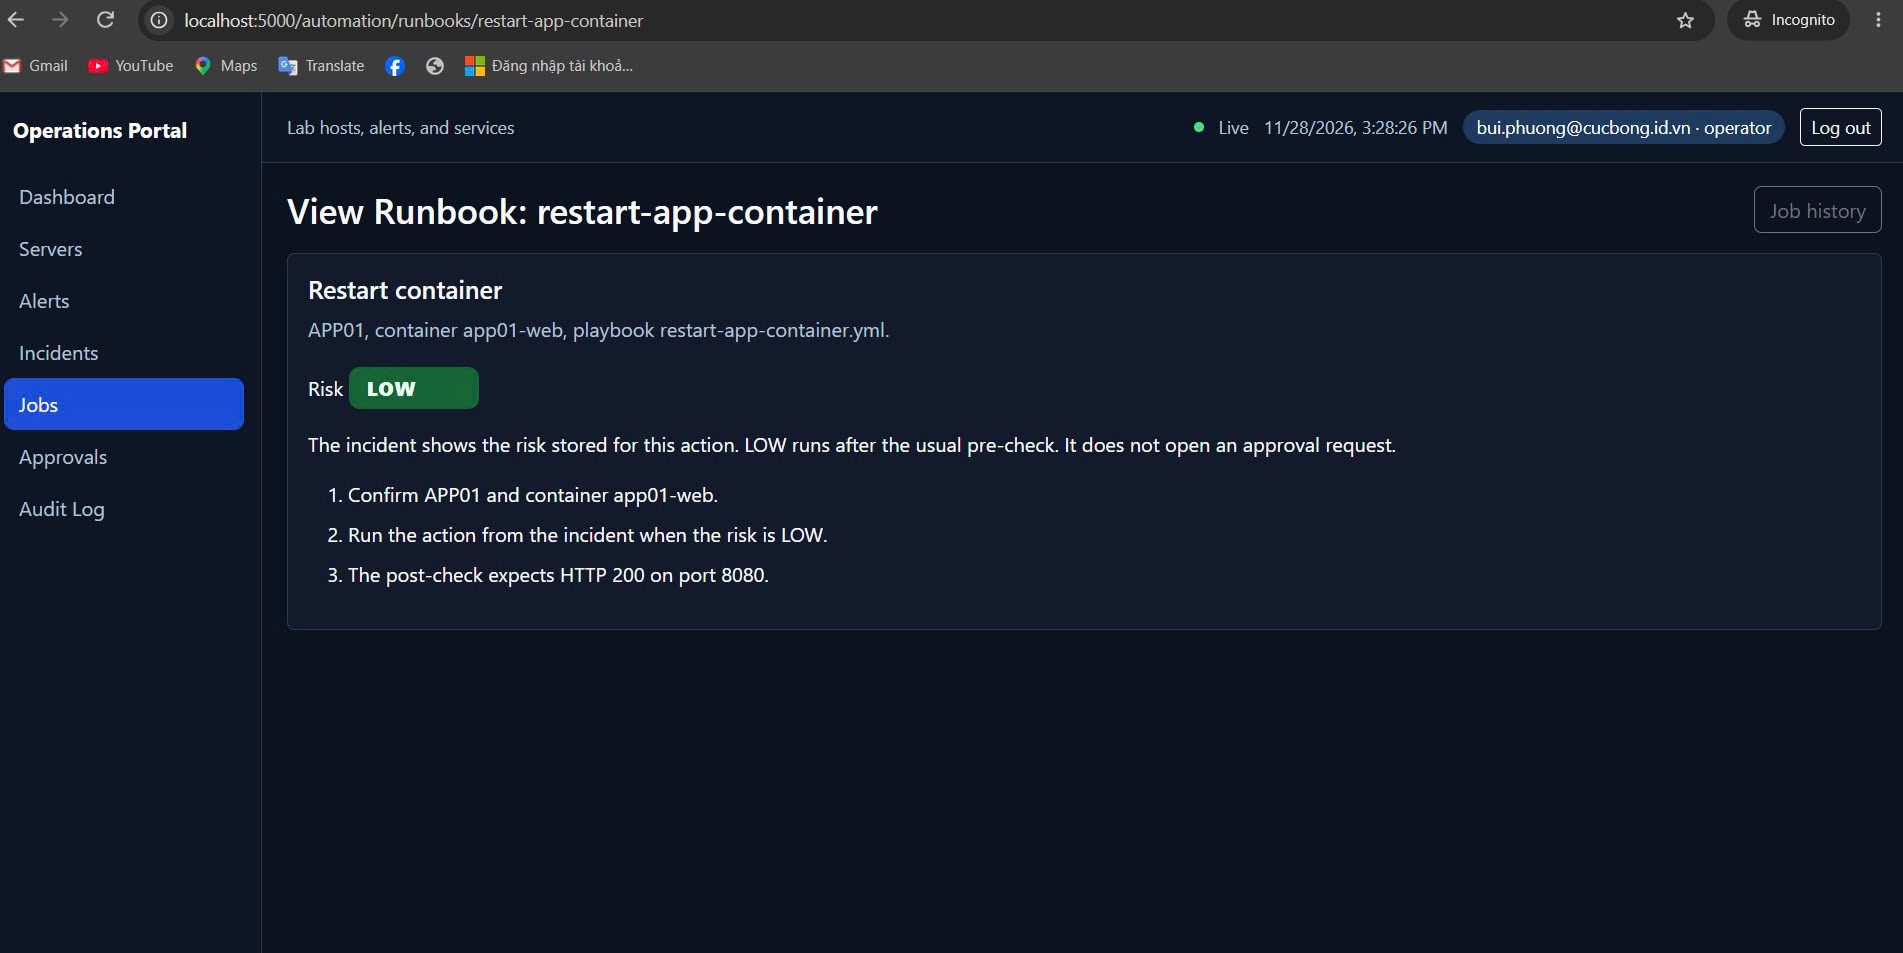 localhost:5000/automation/runbooks/restart-app-container
Incognito
Gmail
YouTube
Maps
Translate
Đăng nhập tài khoả...
Operations Portal
Lab hosts, alerts, and services
Live 11/28/2026, 3:28:26 PM
bui.phuong@cucbong.id.vn · operator
Log out
Dashboard
Servers
Alerts
Incidents
Jobs
Approvals
Audit Log
View Runbook: restart-app-container
Job history
Restart container
APP01, container app01-web, playbook restart-app-container.yml.
Risk LOW
The incident shows the risk stored for this action. LOW runs after the usual pre-check. It does not open an approval request.
1. Confirm APP01 and container app01-web.
2. Run the action from the incident when the risk is LOW.
3. The post-check expects HTTP 200 on port 8080.